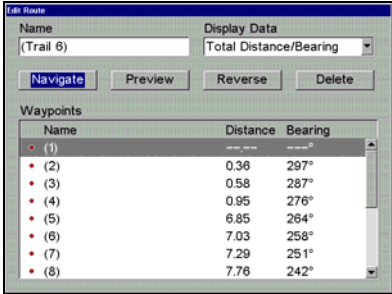 Edit Route
Name Display Data
(Trail 6) Total Distance/Bearing
Navigate Preview Reverse Delete
Waypoints
Name Distance Bearing
(1) --.-- ---°
(2) 0.36 297°
(3) 0.58 287°
(4) 0.95 276°
(5) 6.85 264°
(6) 7.03 258°
(7) 7.29 251°
(8) 7.76 242°